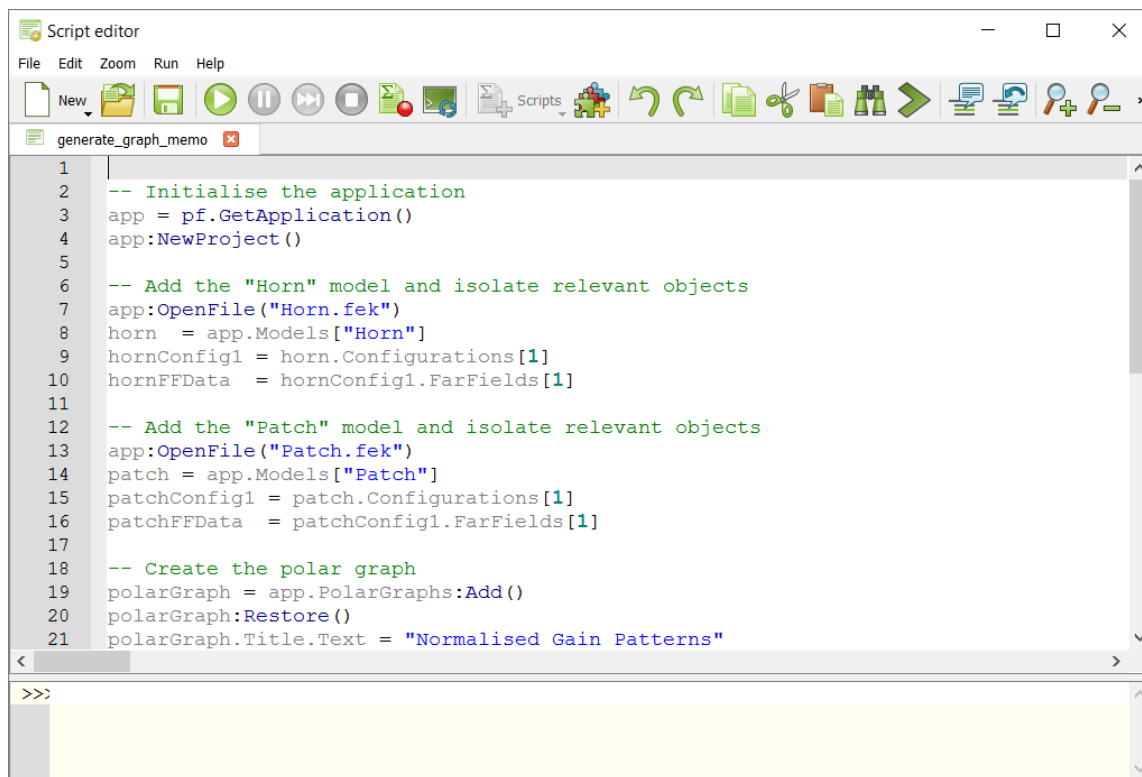 Script editor
File Edit Zoom Run Help
New Scripts
generate_graph_memo
1
2 -- Initialise the application
3 app = pf.GetApplication()
4 app:NewProject()
5
6 -- Add the "Horn" model and isolate relevant objects
7 app:OpenFile("Horn.fek")
8 horn  = app.Models["Horn"]
9 hornConfig1 = horn.Configurations[1]
10 hornFFData  = hornConfig1.FarFields[1]
11
12 -- Add the "Patch" model and isolate relevant objects
13 app:OpenFile("Patch.fek")
14 patch = app.Models["Patch"]
15 patchConfig1 = patch.Configurations[1]
16 patchFFData  = patchConfig1.FarFields[1]
17
18 -- Create the polar graph
19 polarGraph = app.PolarGraphs:Add()
20 polarGraph:Restore()
21 polarGraph.Title.Text = "Normalised Gain Patterns"
>>>